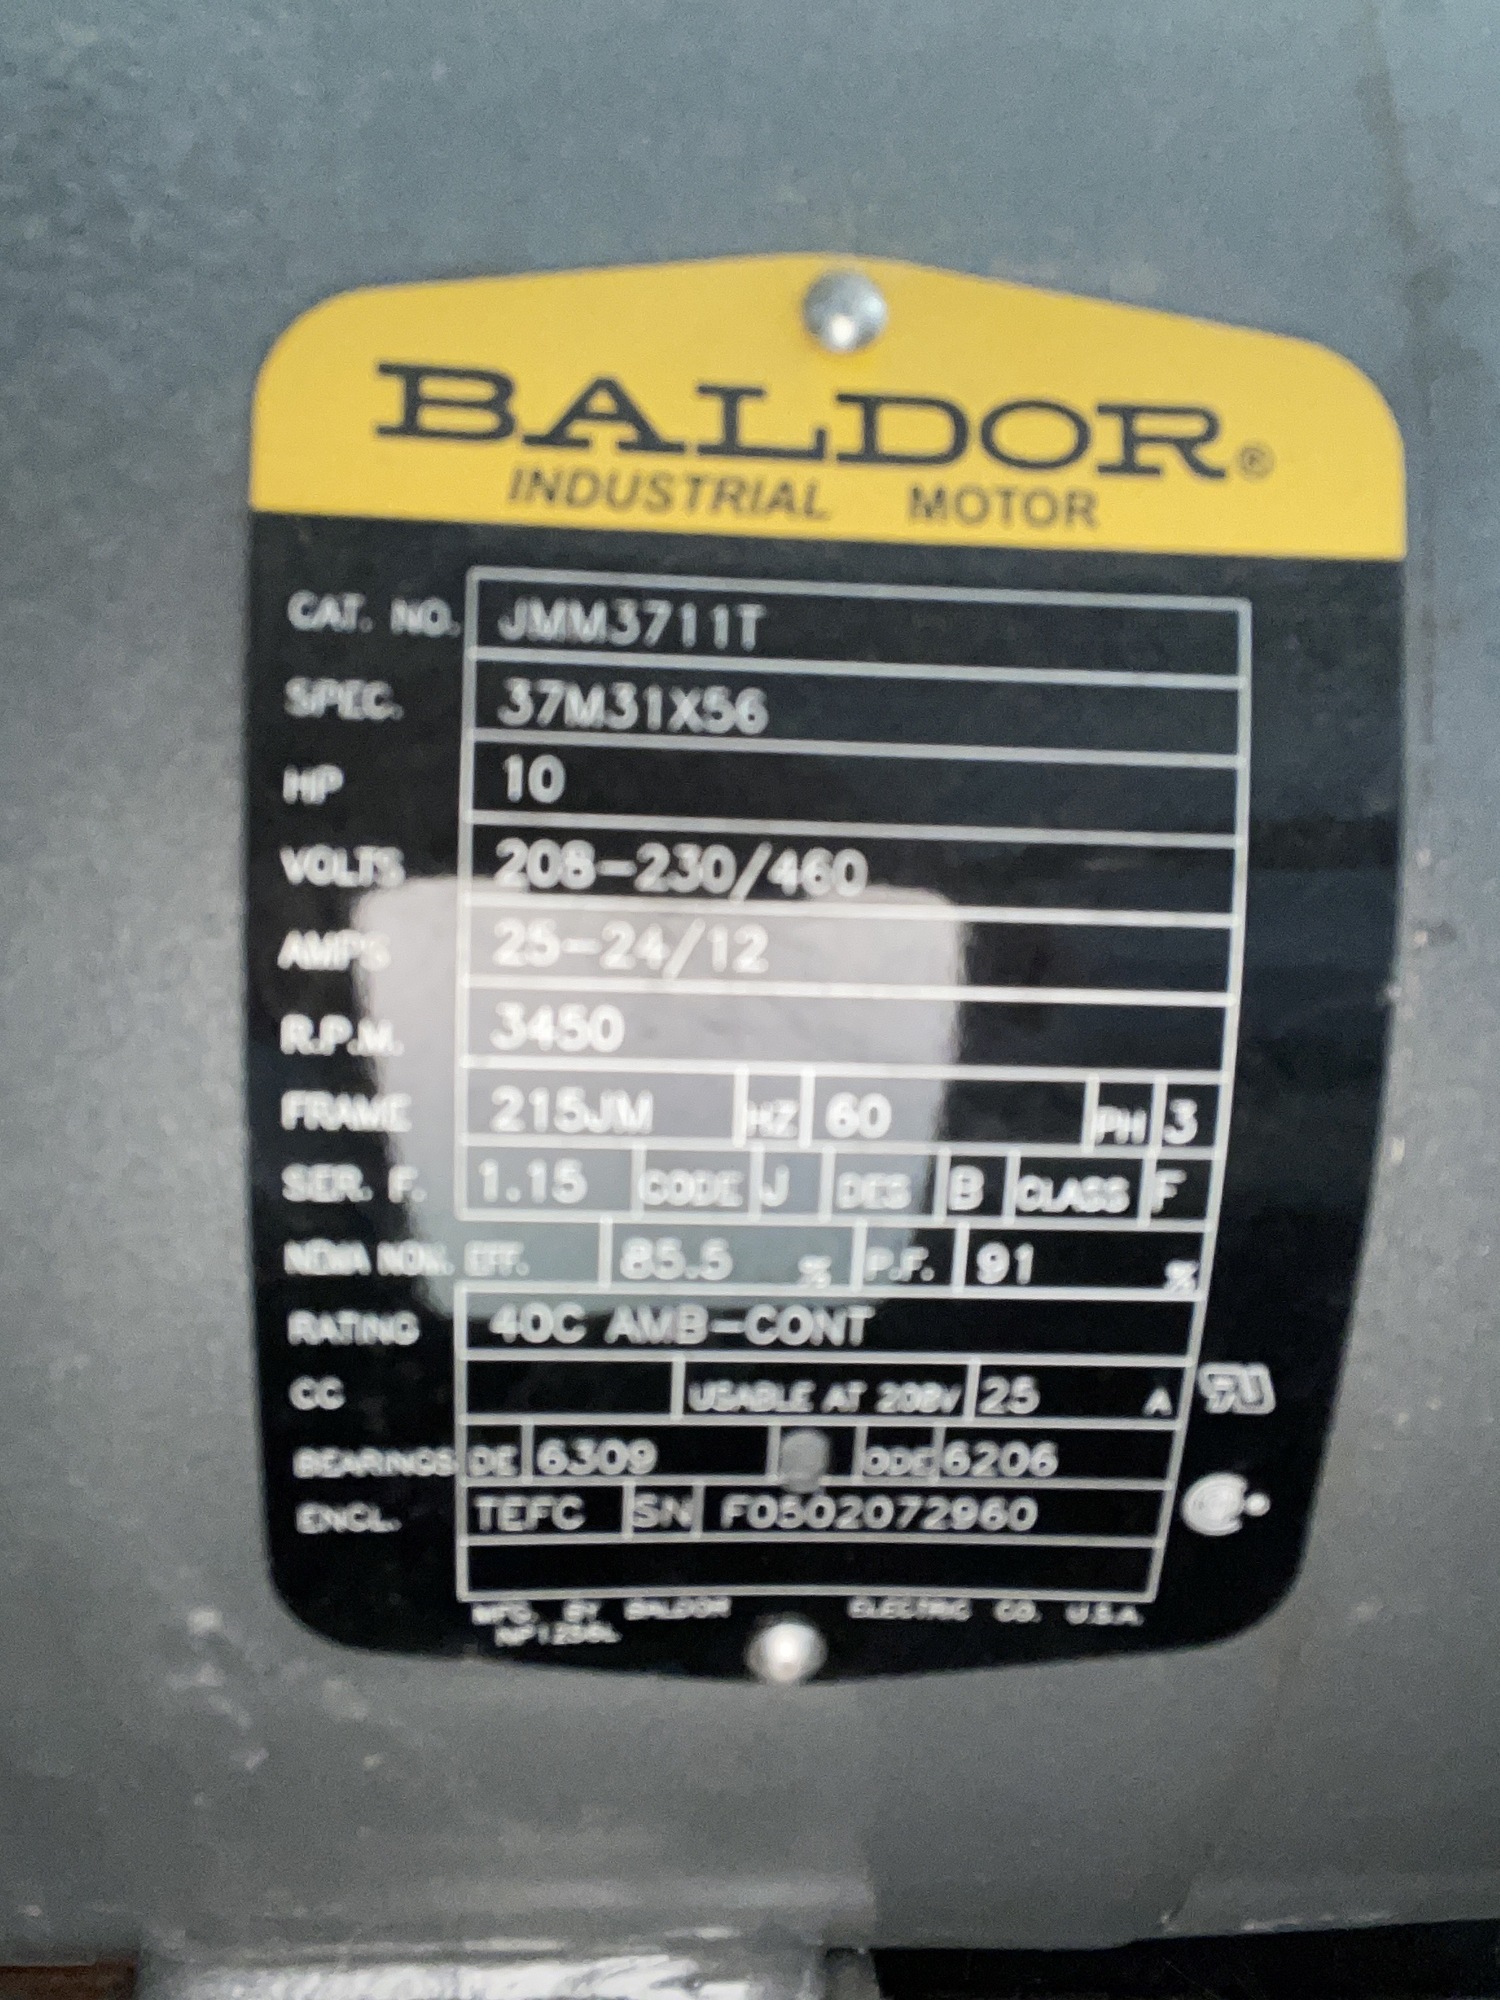 BALDOR®
INDUSTRIAL MOTOR
CAT. NO. JMM3711T
SPEC. 37M31X56
HP 10
VOLTS 208-230/460
AMPS 25-24/12
R.P.M. 3450
FRAME 215JM HZ 60 PH 3
SER. F. 1.15 CODE J DES B CLASS F
NEMA NOM. EFF. 85.5 % P.F. 91 %
RATING 40C AMB-CONT
CC USABLE AT 208V 25 A
BEARINGS DE 6309 ODE 6206
ENCL. TEFC SN F0502072960
MFG. BY BALDOR ELECTRIC CO. U.S.A.
NP1256L